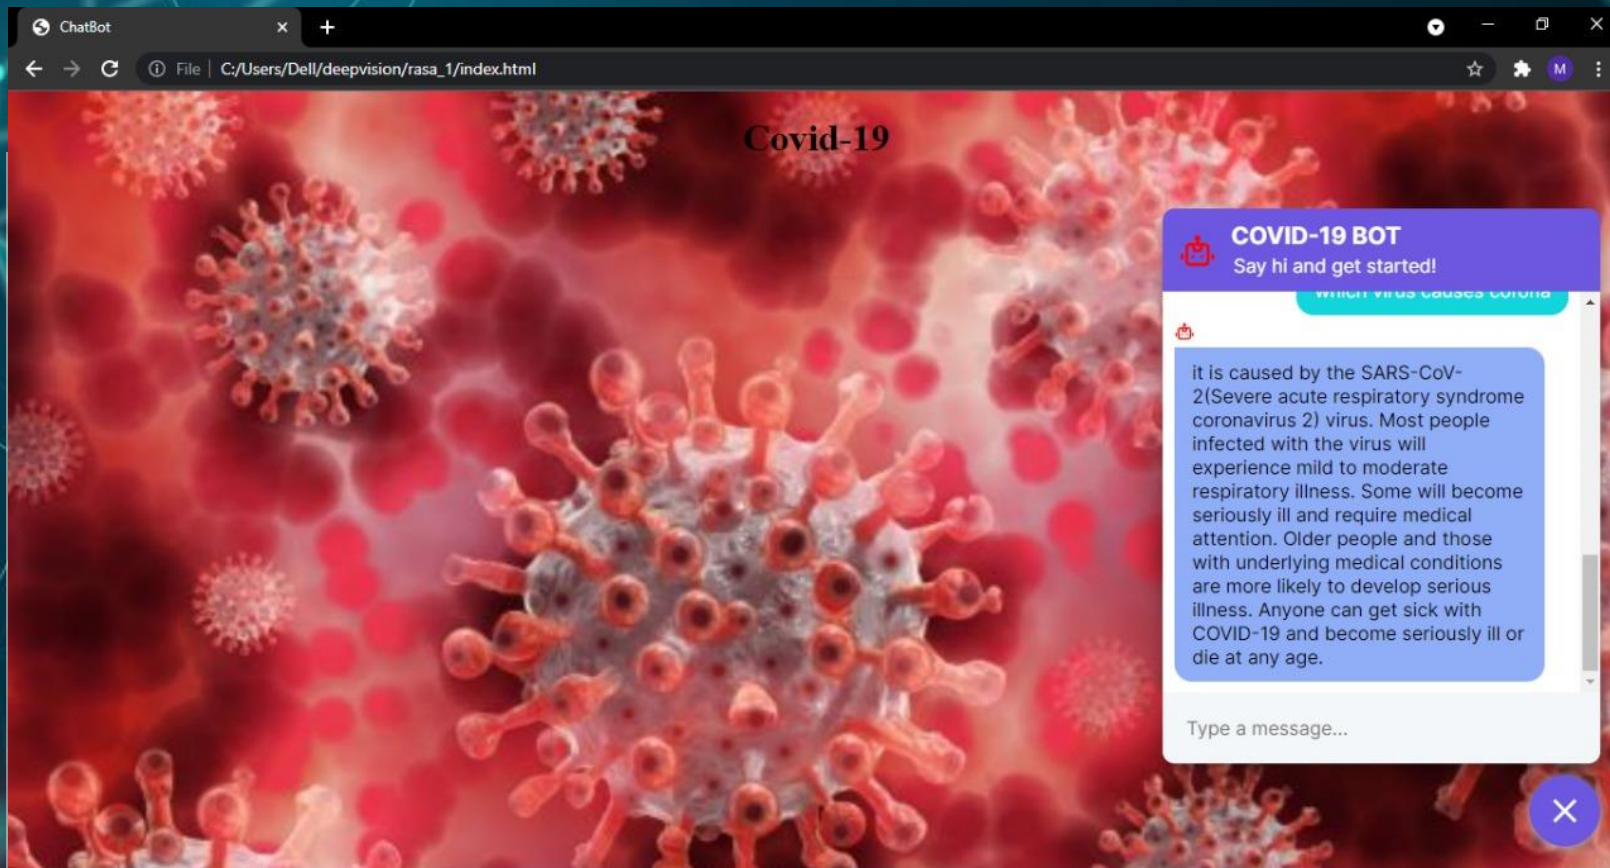 ChatBot
File | C:/Users/Dell/deepvision/rasa_1/index.html
M
Covid-19
COVID-19 BOT
Say hi and get started!
which virus causes corona
it is caused by the SARS-CoV-
2(Severe acute respiratory syndrome
coronavirus 2) virus. Most people
infected with the virus will
experience mild to moderate
respiratory illness. Some will become
seriously ill and require medical
attention. Older people and those
with underlying medical conditions
are more likely to develop serious
illness. Anyone can get sick with
COVID-19 and become seriously ill or
die at any age.
Type a message...